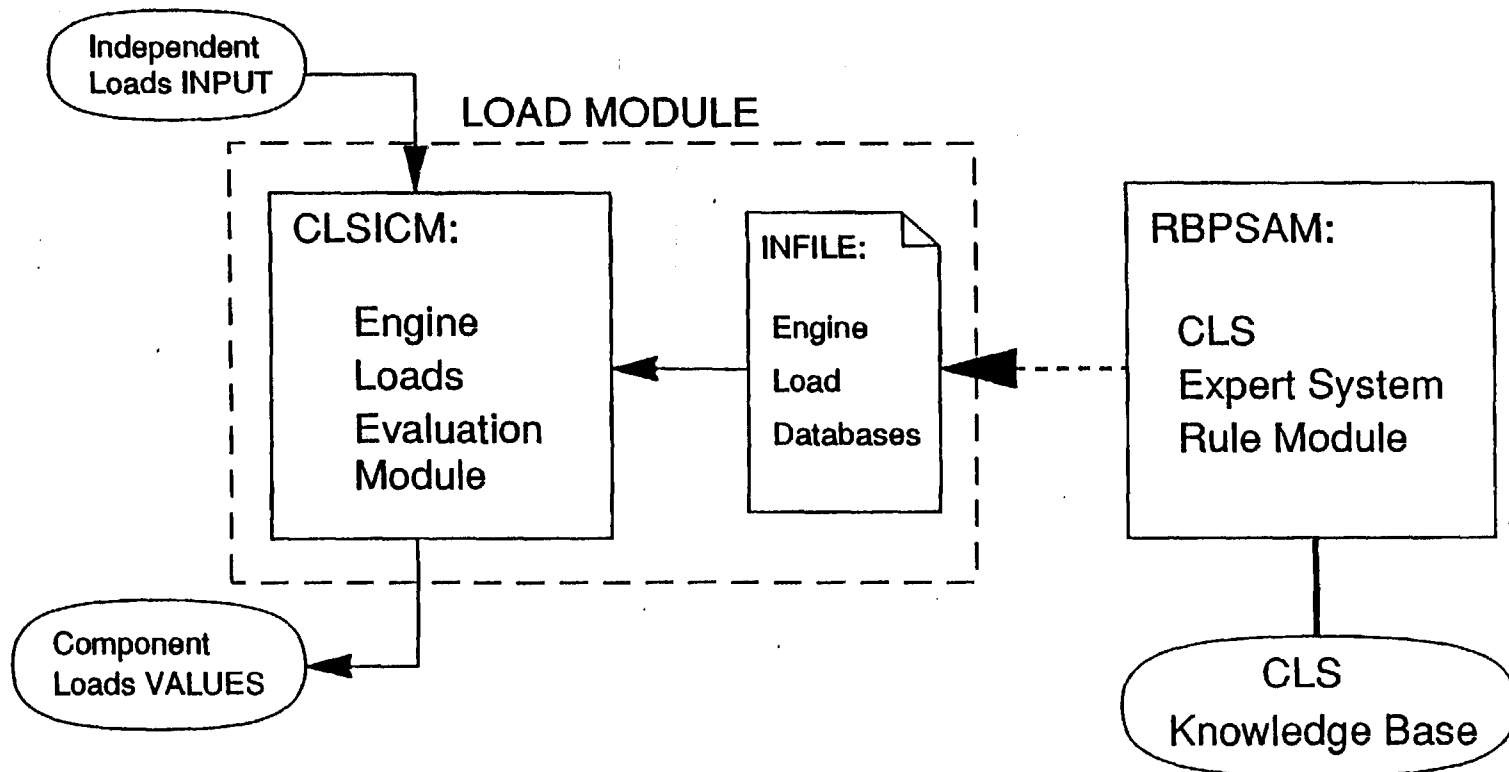 Independent
Loads INPUT
LOAD MODULE
CLSICM:
Engine
Loads
Evaluation
Module
INFILE:
Engine
Load
Databases
RBPSAM:
CLS
Expert System
Rule Module
Component
Loads VALUES
CLS
Knowledge Base